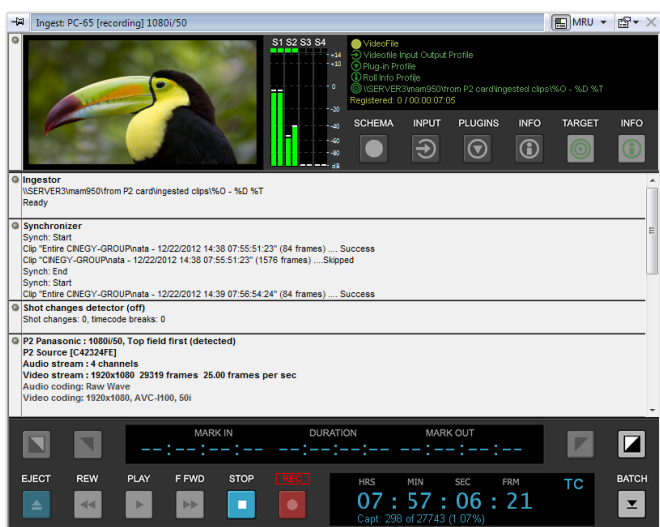 Ingest: PC-65 [recording] 1080i/50
MRU
S1 S2 S3 S4
+14
+10
0
-20
-40
-60
-80
dB
VideoFile
Videofile Input Output Profile
Plug-in Profile
Roll Info Profile
\\SERVER3\mam950\from P2 card\ingested clips\%O - %D %T
Registered: 0 / 00:00:07:05
SCHEMA INPUT PLUGINS INFO TARGET INFO
Ingestor
\\SERVER3\mam950\from P2 card\ingested clips\%O - %D %T
Ready
Synchronizer
Synch: Start
Clip "Entire CINEGY-GROUP\nata - 12/22/2012 14:38 07:55:51:23" (84 frames) .... Success
Clip "CINEGY-GROUP\nata - 12/22/2012 14:38 07:55:51:23" (1576 frames) ....Skipped
Synch: End
Synch: Start
Clip "Entire CINEGY-GROUP\nata - 12/22/2012 14:39 07:56:54:24" (84 frames) .... Success
Shot changes detector (off)
Shot changes: 0, timecode breaks: 0
P2 Panasonic : 1080i/50, Top field first (detected)
P2 Source [C42324FE]
Audio stream : 4 channels
Video stream : 1920x1080 29319 frames 25.00 frames per sec
Audio coding: Raw Wave
Video coding: 1920x1080, AVC-I100, 50i
MARK IN DURATION MARK OUT
--:--:--:-- --:--:--:-- --:--:--:--
EJECT REW PLAY F FWD STOP REC
HRS MIN SEC FRM TC
07 : 57 : 06 : 21
Capt: 298 of 27743 (1.07%)
BATCH